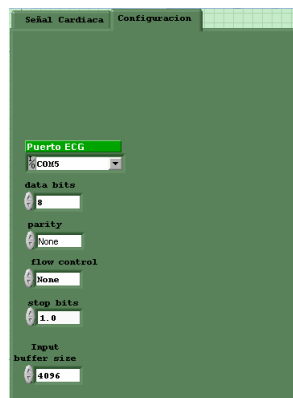 Señal Cardiaca
Configuracion
Puerto ECG
COM5
data bits
8
parity
None
flow control
None
stop bits
1.0
Input
buffer size
4096